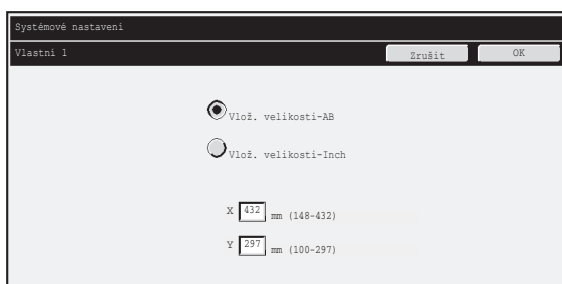 Systémové nastavení
Vlastní 1 Zrušit OK
Vlož. velikosti-AB
Vlož. velikosti-Inch
X 432 mm (148-432)
Y 297 mm (100-297)